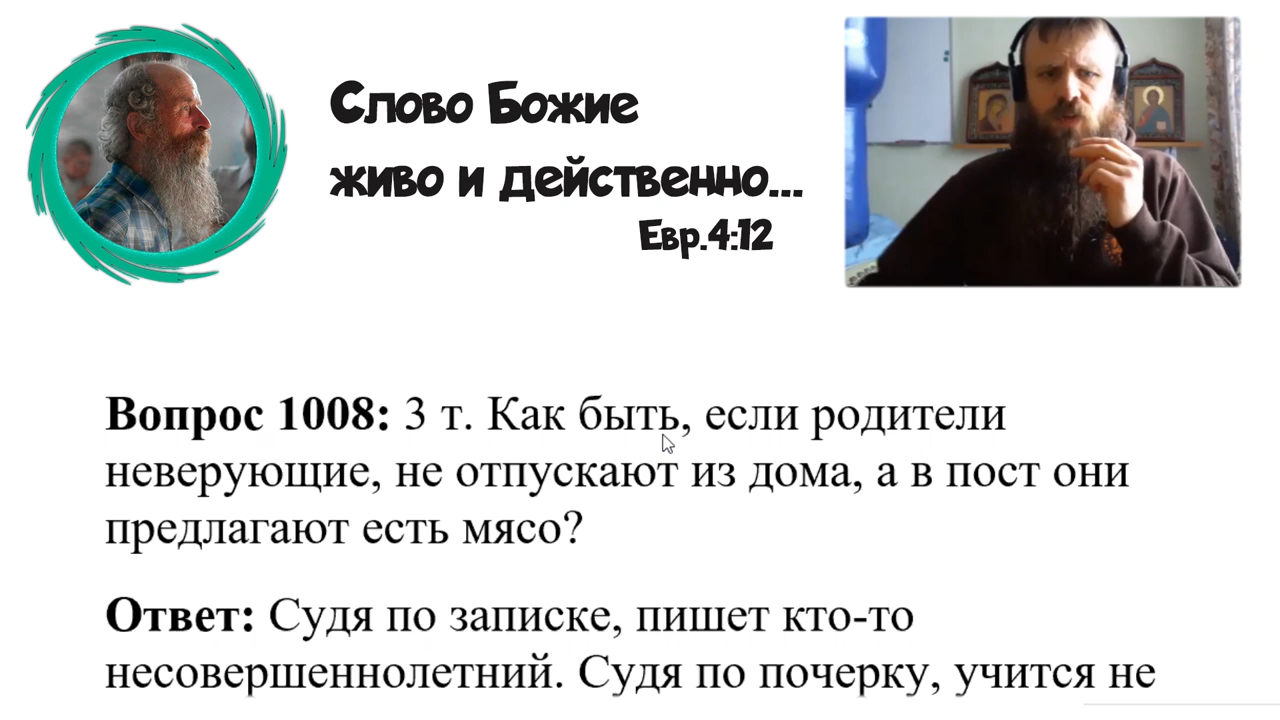 Слово Божие
живо и действенно...
Евр.4:12
Вопрос 1008: 3 т. Как быть, если родители
неверующие, не отпускают из дома, а в пост они
предлагают есть мясо?
Ответ: Судя по записке, пишет кто-то
несовершеннолетний. Судя по почерку, учится не